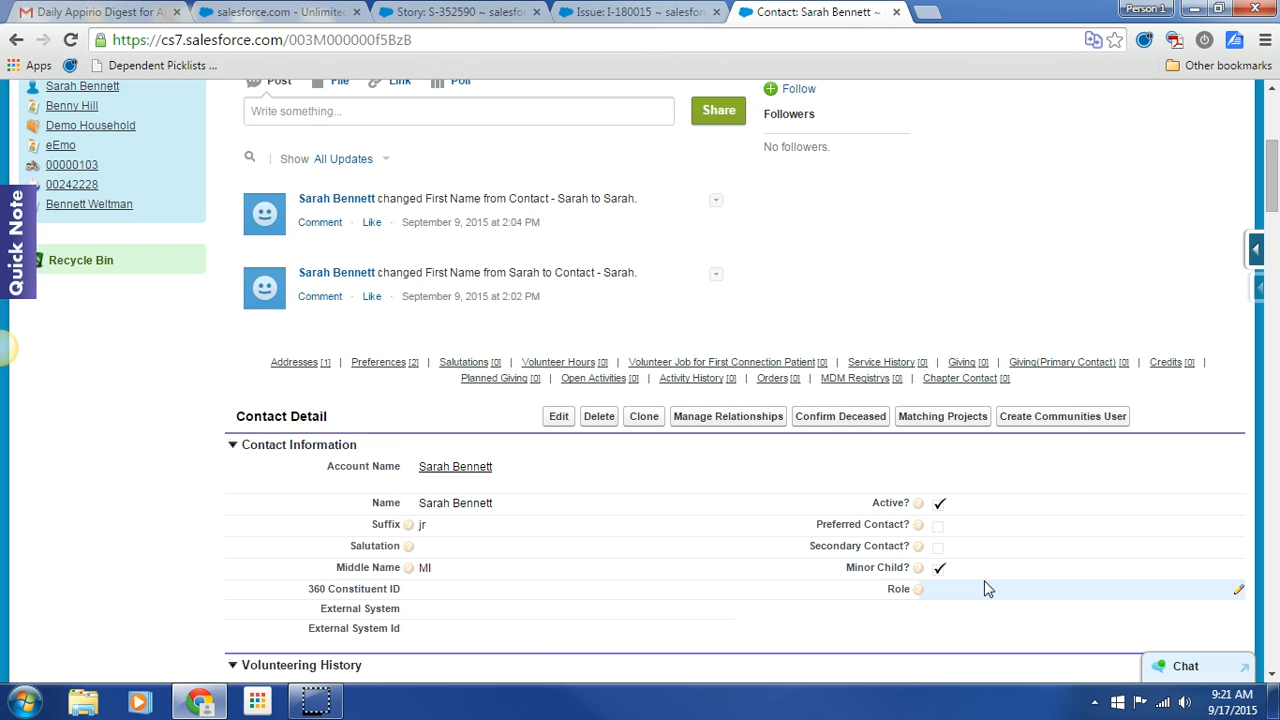 Daily Appirio Digest for A
salesforce.com - Unlimite
Story: S-352590 ~ salesfo
Issue: I-180015 ~ salesfor
Contact: Sarah Bennett ~
Person 1
https://cs7.salesforce.com/003M000000f5BzB
Apps
Dependent Picklists ...
Other bookmarks
Sarah Bennett
Benny Hill
Demo Household
eEmo
00000103
00242228
Bennett Weltman
Quick Note
Recycle Bin
Post File Link Poll
Write something...
Share
Follow
Followers
No followers.
Show All Updates
Sarah Bennett changed First Name from Contact - Sarah to Sarah.
Comment · Like · September 9, 2015 at 2:04 PM
Sarah Bennett changed First Name from Sarah to Contact - Sarah.
Comment · Like · September 9, 2015 at 2:02 PM
Addresses [1] | Preferences [2] | Salutations [0] | Volunteer Hours [0] | Volunteer Job for First Connection Patient [0] | Service History [0] | Giving [0] | Giving(Primary Contact) [0] | Credits [0] |
Planned Giving [0] | Open Activities [0] | Activity History [0] | Orders [0] | MDM Registrys [0] | Chapter Contact [0]
Contact Detail
Edit Delete Clone Manage Relationships Confirm Deceased Matching Projects Create Communities User
Contact Information
Account Name Sarah Bennett
Name Sarah Bennett
Active?
Suffix jr
Preferred Contact?
Salutation
Secondary Contact?
Middle Name MI
Minor Child?
360 Constituent ID
Role
External System
External System Id
Volunteering History
Chat
9:21 AM
9/17/2015